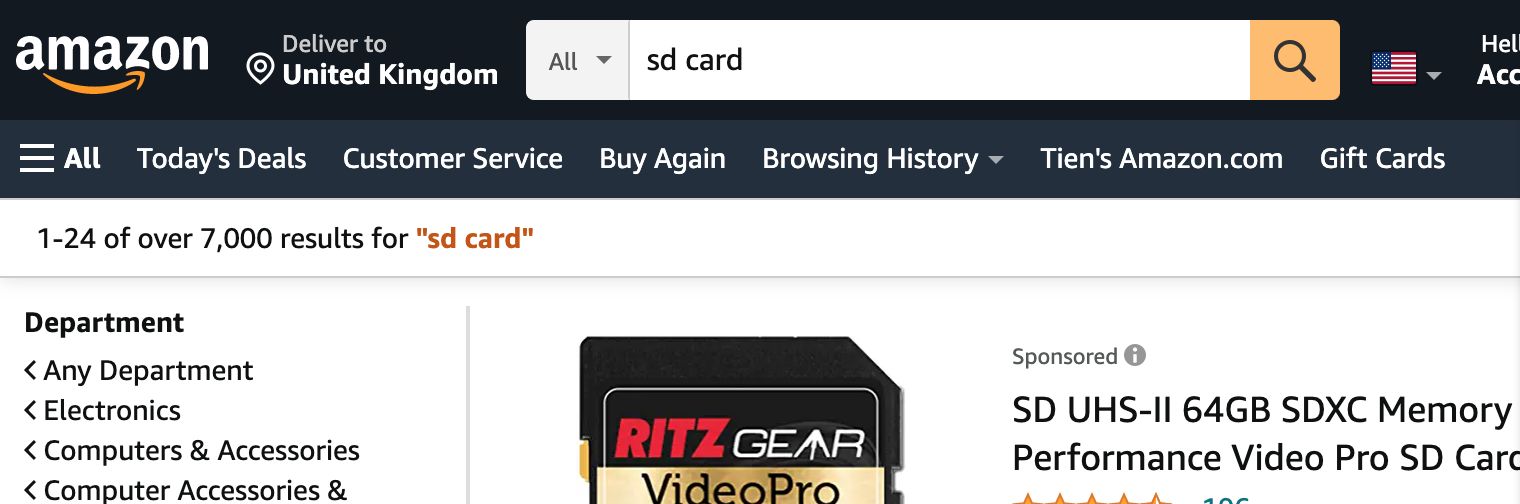 amazon
Deliver to
United Kingdom
All
sd card
Hell
Acc
All
Today's Deals
Customer Service
Buy Again
Browsing History
Tien's Amazon.com
Gift Cards
1-24 of over 7,000 results for "sd card"
Department
Any Department
Electronics
Computers & Accessories
Computer Accessories &
RITZ GEAR
VideoPro
Sponsored
SD UHS-II 64GB SDXC Memory
Performance Video Pro SD Card
106